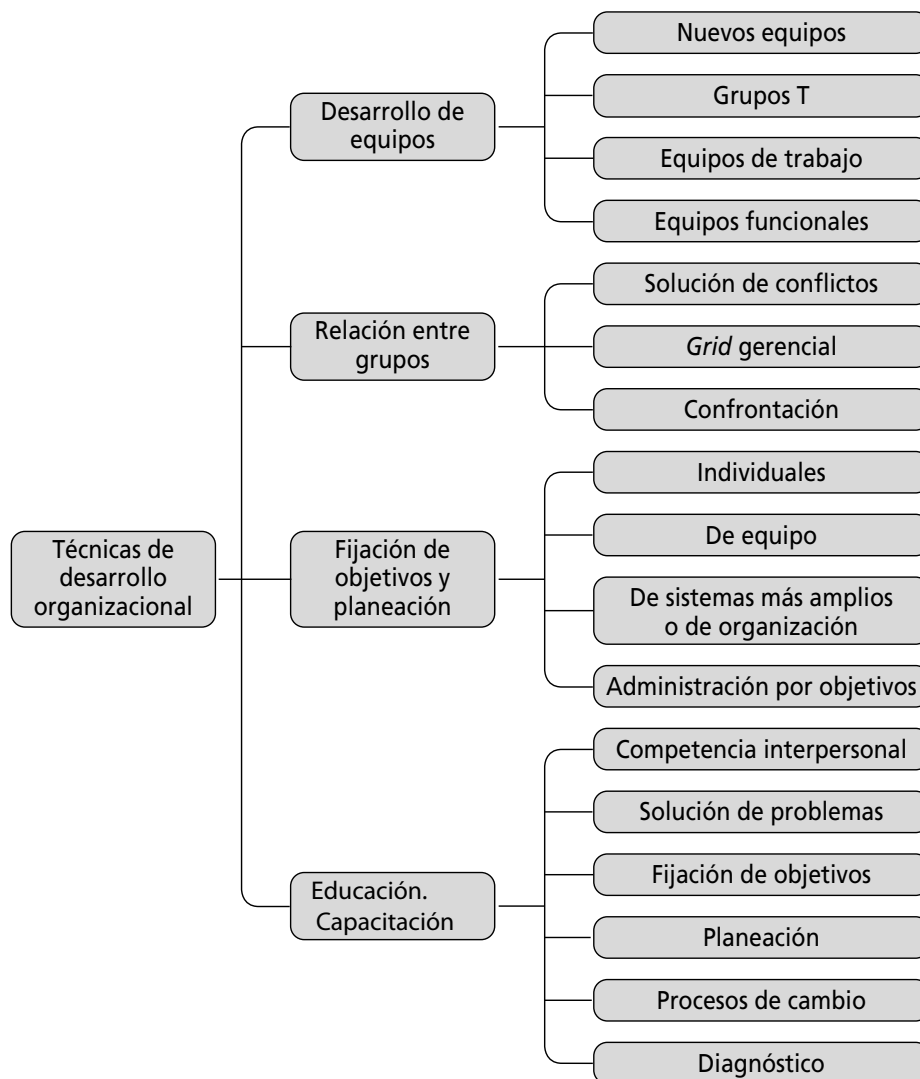 Técnicas de
desarrollo
organizacional
Desarrollo de
equipos
Nuevos equipos
Grupos T
Equipos de trabajo
Equipos funcionales
Relación entre
grupos
Solución de conflictos
Grid gerencial
Confrontación
Fijación de
objetivos y
planeación
Individuales
De equipo
De sistemas más amplios
o de organización
Administración por objetivos
Educación.
Capacitación
Competencia interpersonal
Solución de problemas
Fijación de objetivos
Planeación
Procesos de cambio
Diagnóstico